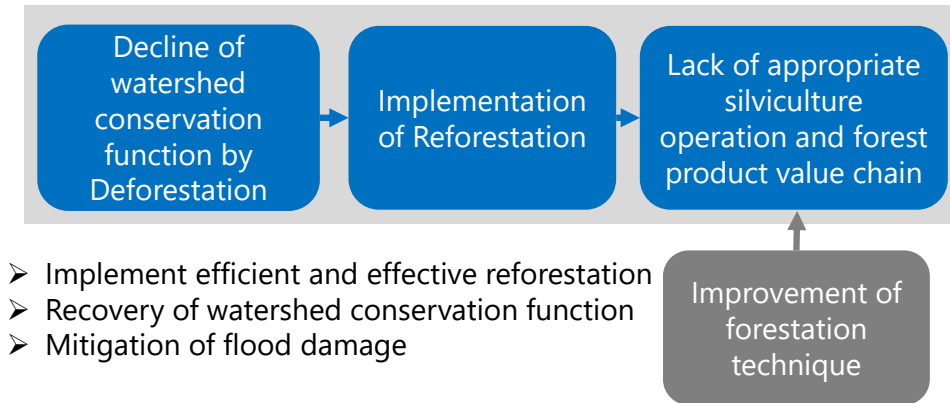 Decline of
watershed
conservation
function by
Deforestation
Implementation
of Reforestation
Lack of appropriate
silviculture
operation and forest
product value chain
➢ Implement efficient and effective reforestation
➢ Recovery of watershed conservation function
➢ Mitigation of flood damage
Improvement of
forestation
technique